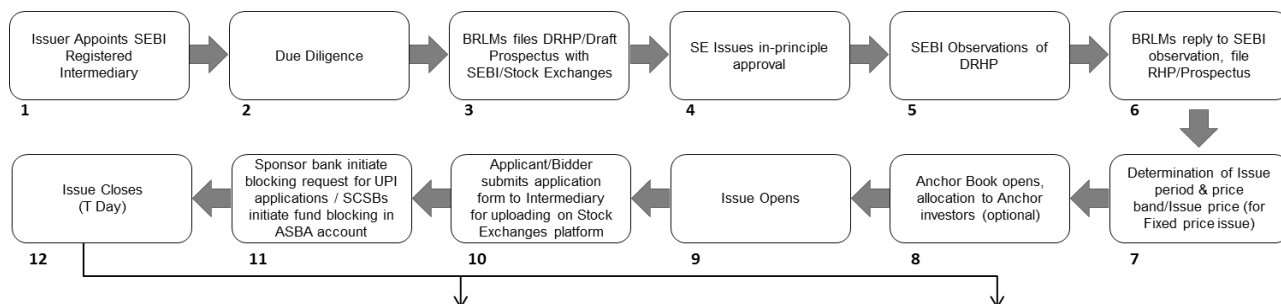 Issuer Appoints SEBI
Registered
Intermediary
1
Due Diligence
2
BRLMs files DRHP/Draft
Prospectus with
SEBI/Stock Exchanges
3
SE Issues in-principle
approval
4
SEBI Observations of
DRHP
5
BRLMs reply to SEBI
observation, file
RHP/Prospectus
6
Determination of Issue
period & price
band/Issue price (for
Fixed price issue)
7
Anchor Book opens,
allocation to Anchor
investors (optional)
8
Issue Opens
9
Applicant/Bidder
submits application
form to Intermediary
for uploading on Stock
Exchanges platform
10
Sponsor bank initiate
blocking request for UPI
applications / SCSBs
initiate fund blocking in
ASBA account
11
Issue Closes
(T Day)
12